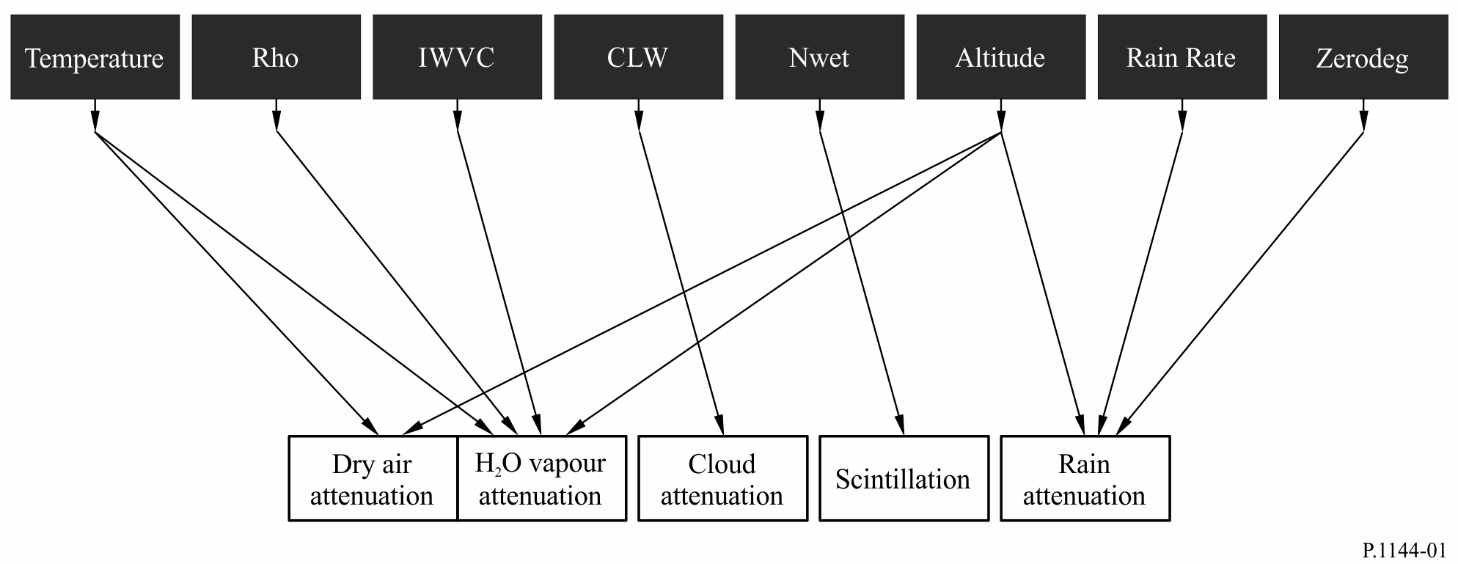 Temperature
Rho
IWVC
CLW
Nwet
Altitude
Rain Rate
Zerodeg
Dry air
attenuation
H₂O vapour
attenuation
Cloud
attenuation
Scintillation
Rain
attenuation
P.1144-01